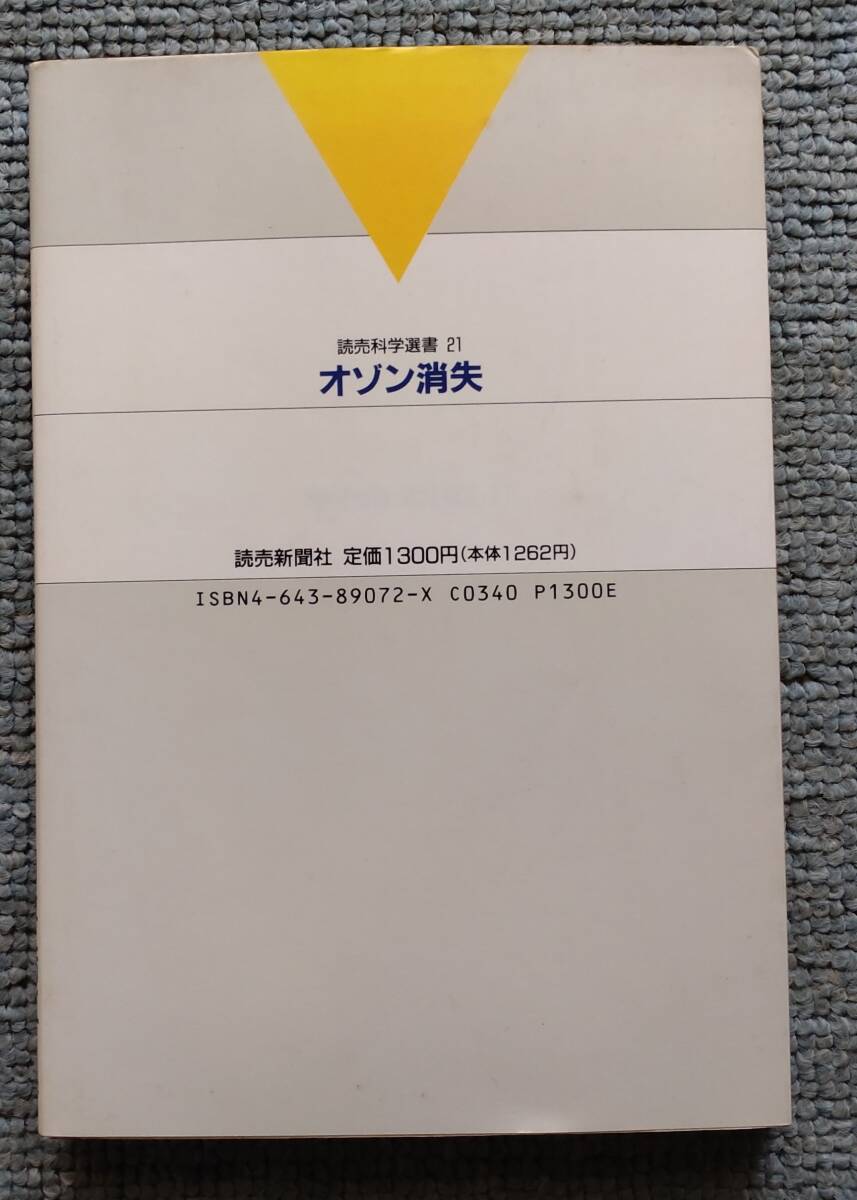 読売科学選書 21
オゾン消失
読売新聞社 定価1300円(本体1262円)
ISBN4-643-89072-X C0340 P1300E